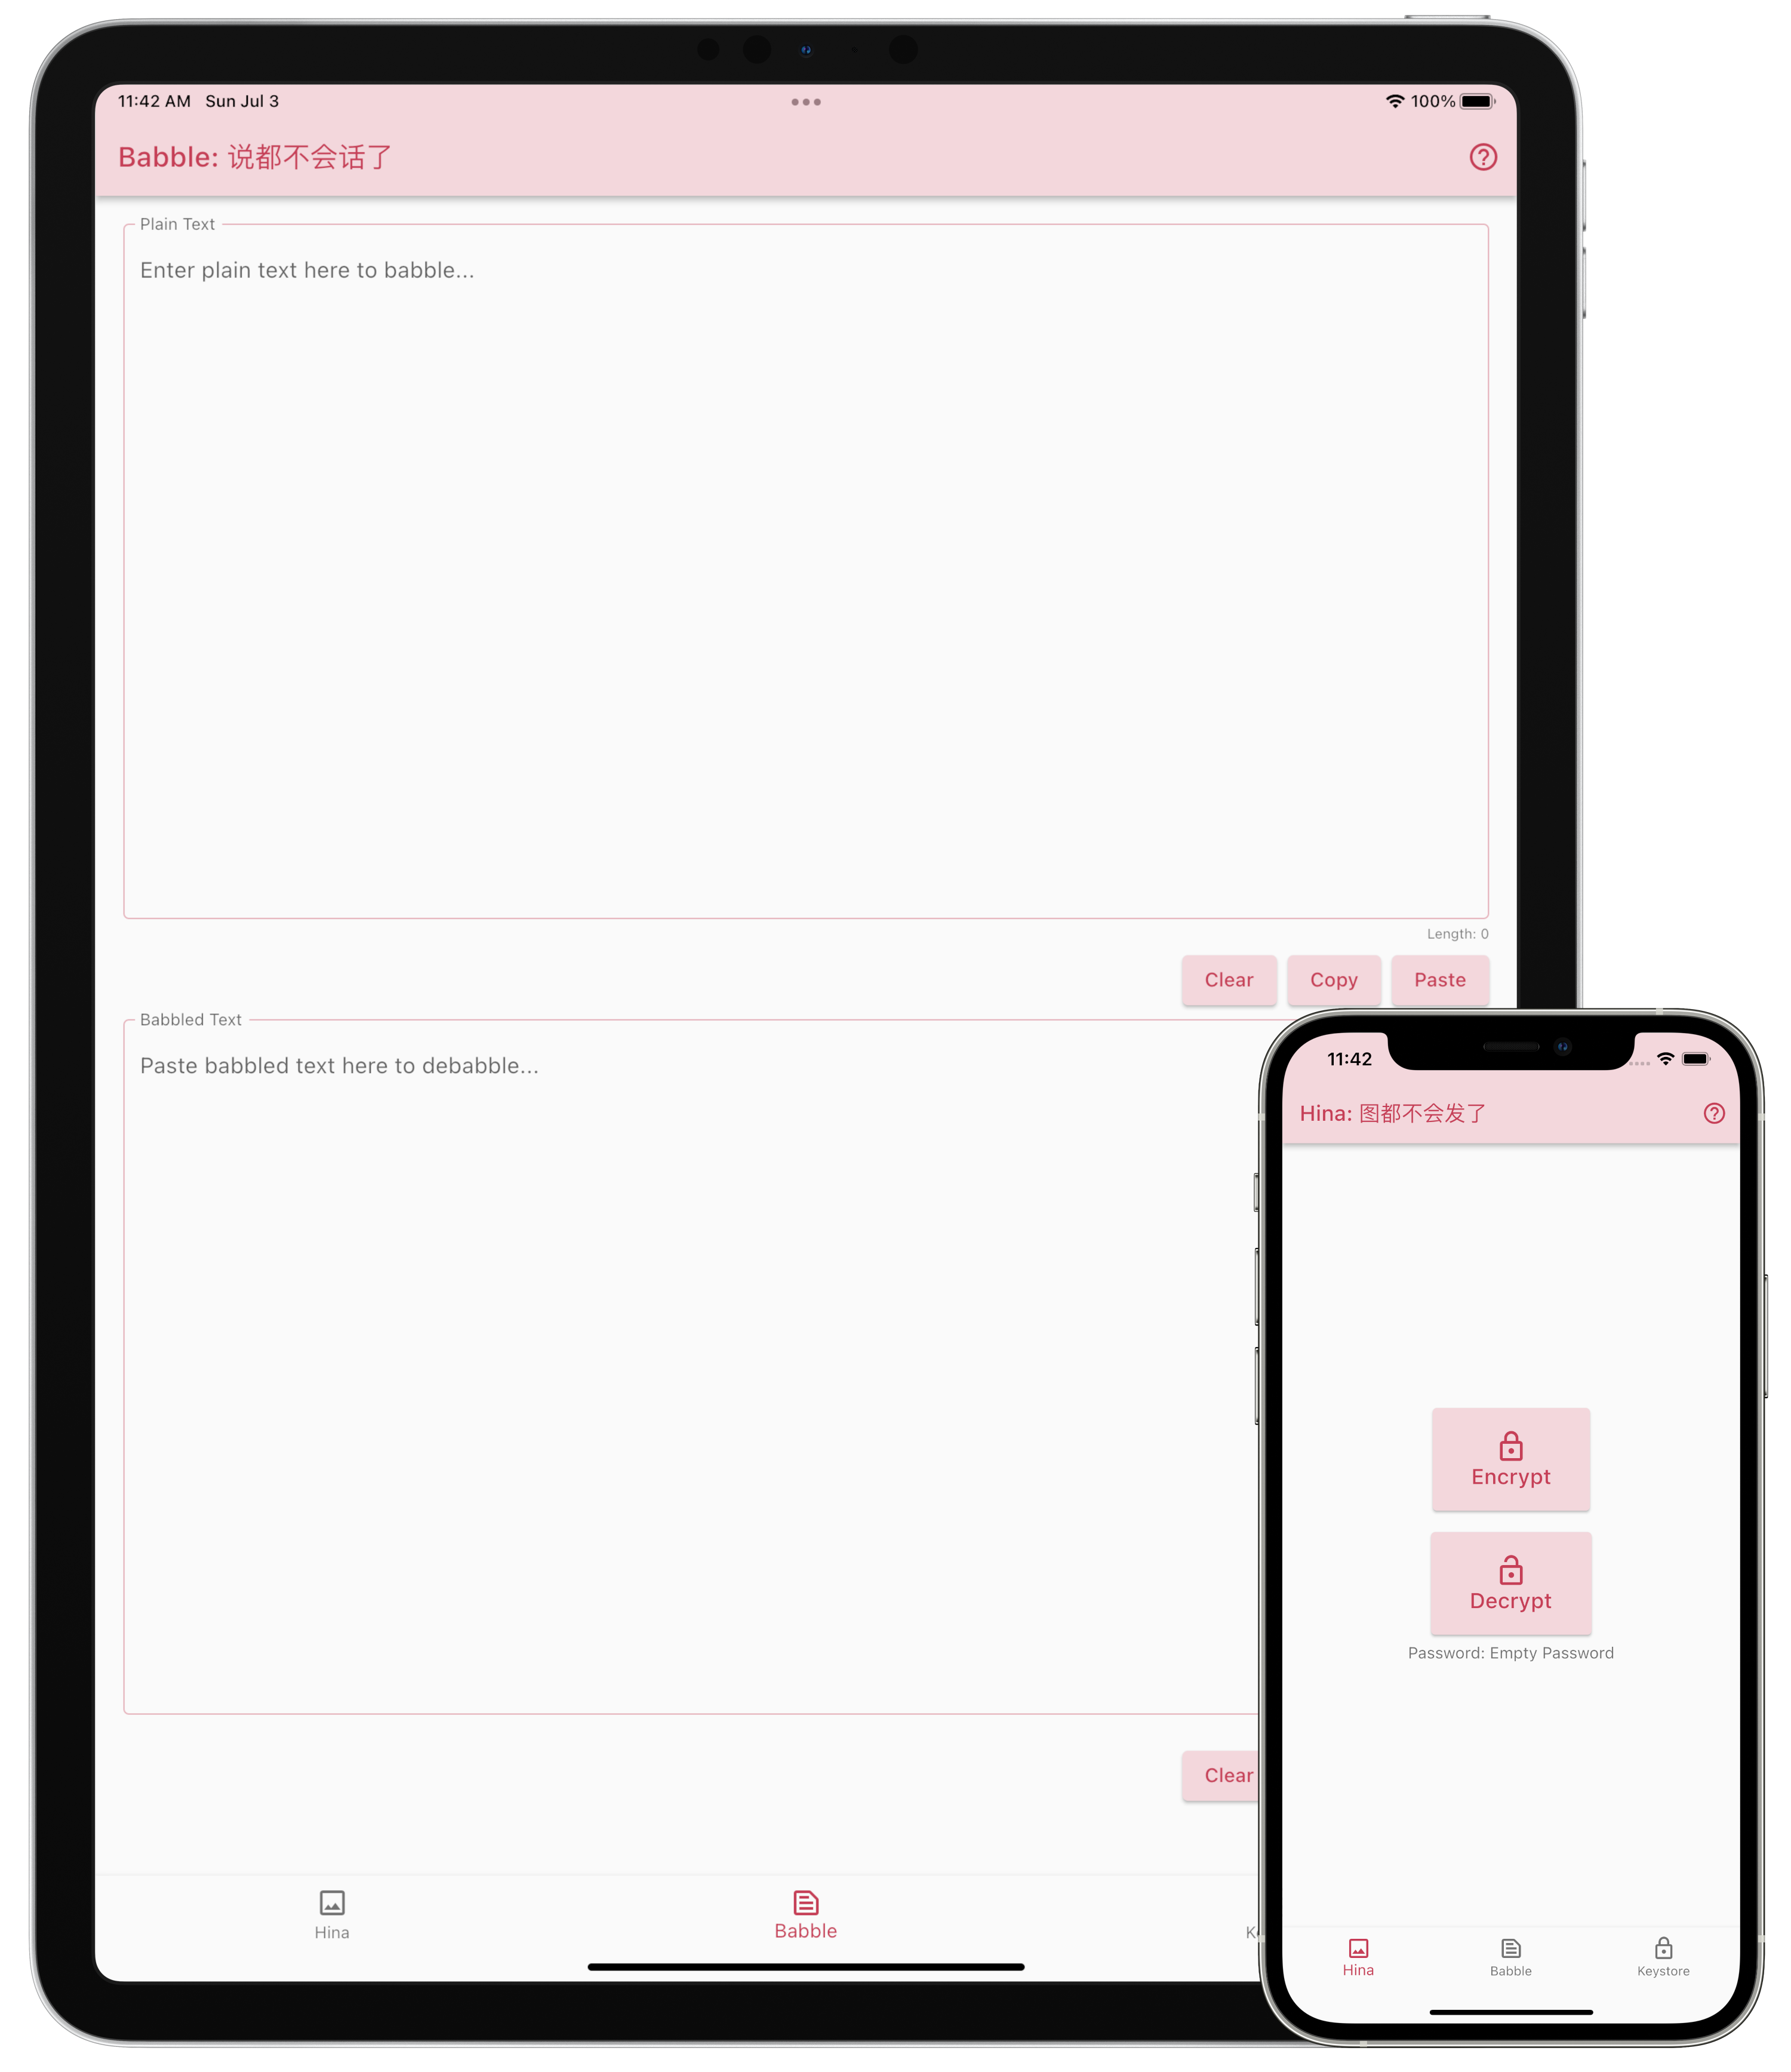 11:42 AM Sun Jul 3
100%
Babble: 说都不会话了
Plain Text
Enter plain text here to babble...
Length: 0
Clear
Copy
Paste
Babbled Text
Paste babbled text here to debabble...
Clear
Hina
Babble
11:42
Hina: 图都不会发了
Encrypt
Decrypt
Password: Empty Password
Hina
Babble
Keystore